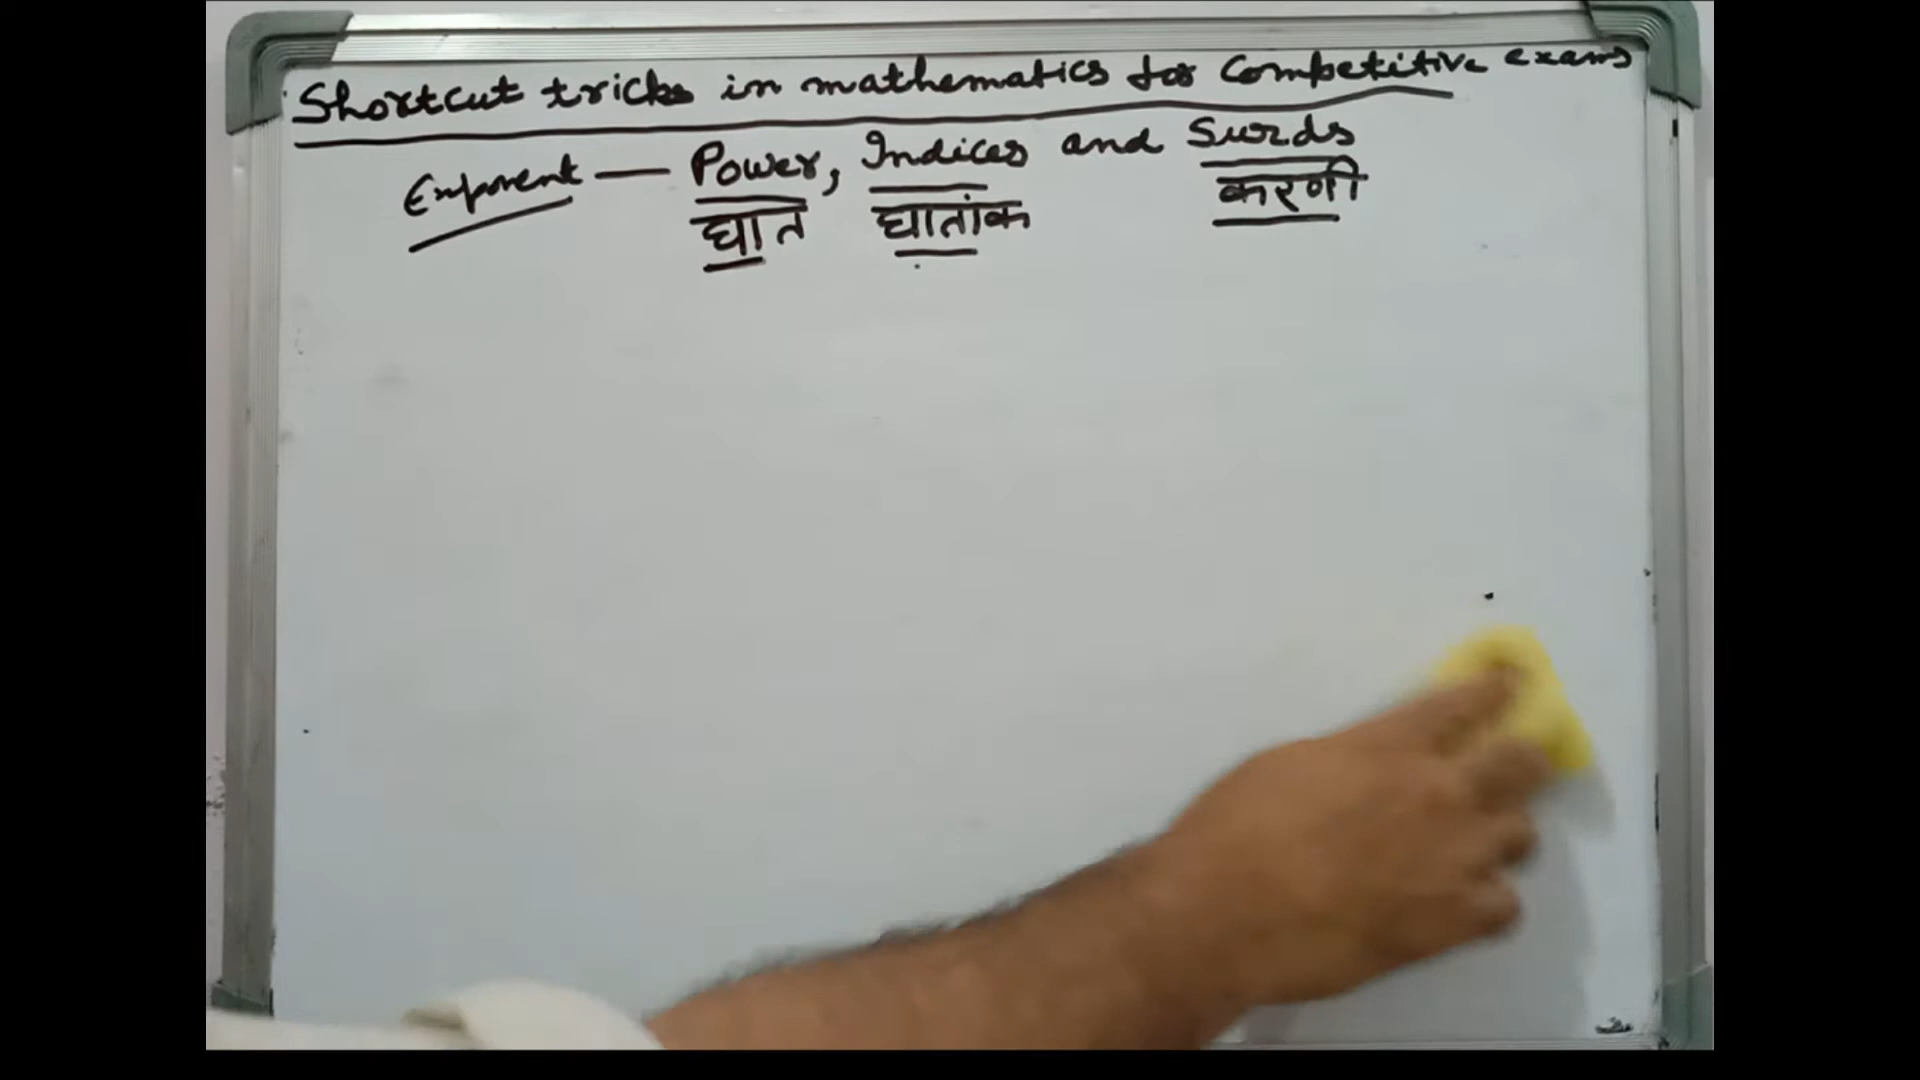 Shortcut tricks in mathematics for Competitive exams
Exponent — Power, Indices and Surds
घात घातांक करणी